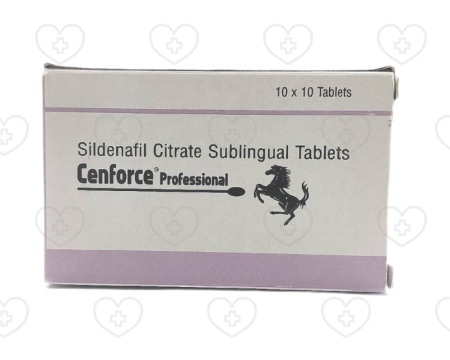 10 x 10 Tablets
Sildenafil Citrate Sublingual Tablets
Cenforce® Professional